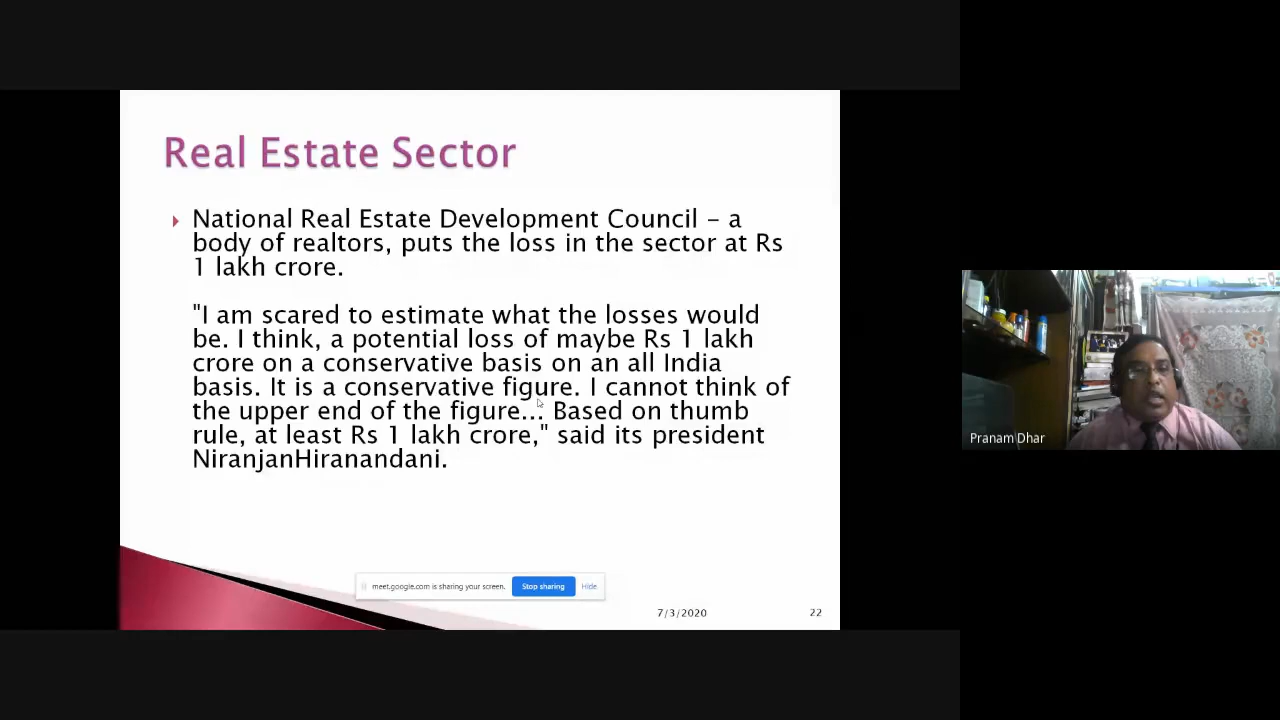 Real Estate Sector
National Real Estate Development Council – a
body of realtors, puts the loss in the sector at Rs
1 lakh crore.
"I am scared to estimate what the losses would
be. I think, a potential loss of maybe Rs 1 lakh
crore on a conservative basis on an all India
basis. It is a conservative figure. I cannot think of
the upper end of the figure... Based on thumb
rule, at least Rs 1 lakh crore," said its president
NiranjanHiranandani.
meet.google.com is sharing your screen. Stop sharing Hide
7/3/2020 22
Pranam Dhar